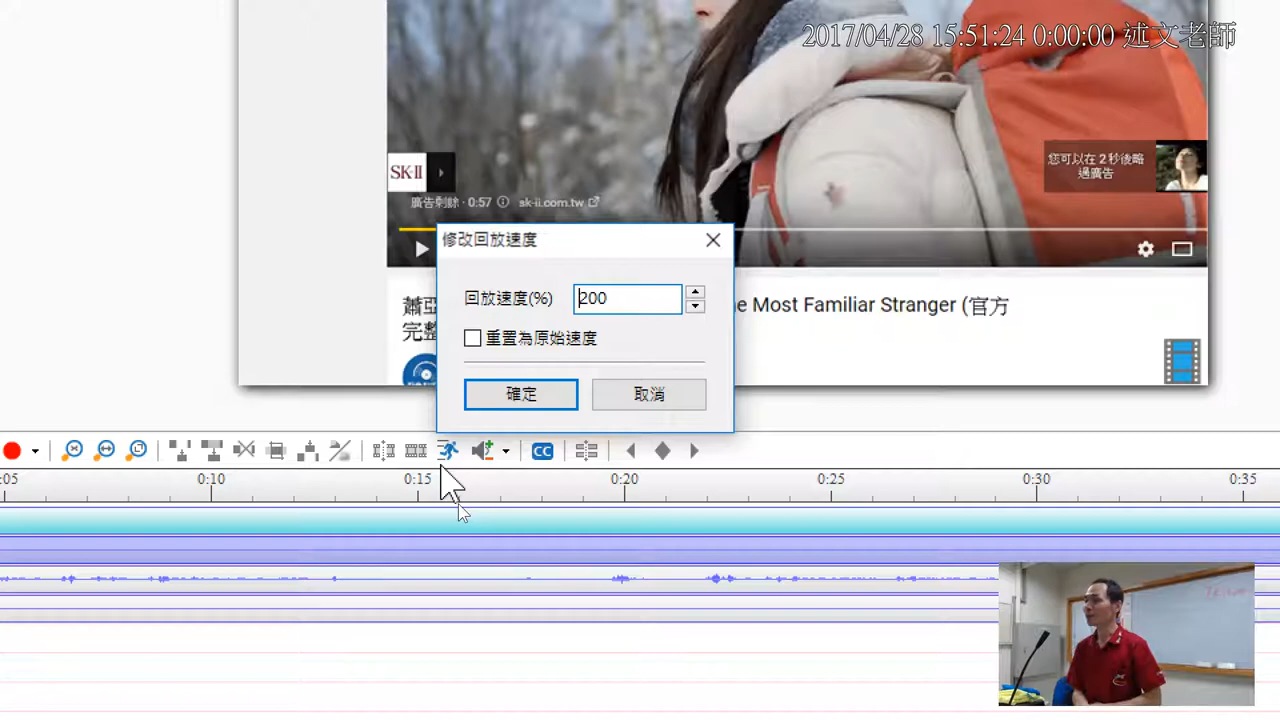 2017/04/28 15:51:24 0:00:00 述文老師
您可以在 2 秒後略
過廣告
SK-II
廣告剩餘 · 0:57 sk-ii.com.tw
修改回放速度
回放速度(%) 200
重置為原始速度
確定 取消
蕭亞
e Most Familiar Stranger (官方
完整
CC
:05 0:10 0:15 0:20 0:25 0:30 0:35